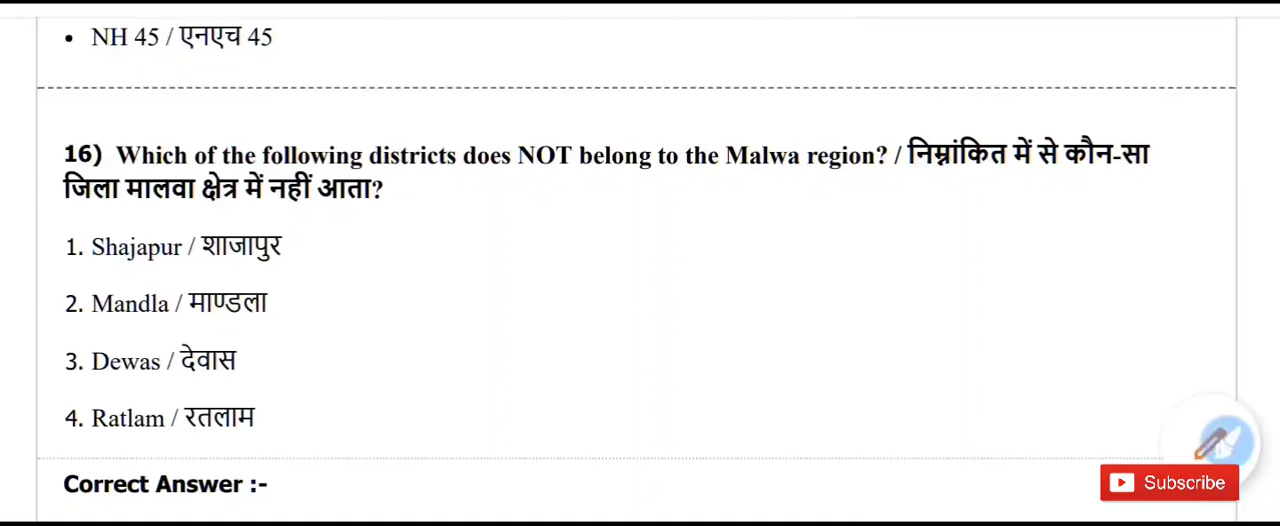 • NH 45 / एनएच 45
16) Which of the following districts does NOT belong to the Malwa region? / निम्नांकित में से कौन-सा
जिला मालवा क्षेत्र में नहीं आता?
1. Shajapur / शाजापुर
2. Mandla / माण्डला
3. Dewas / देवास
4. Ratlam / रतलाम
Correct Answer :-
Subscribe